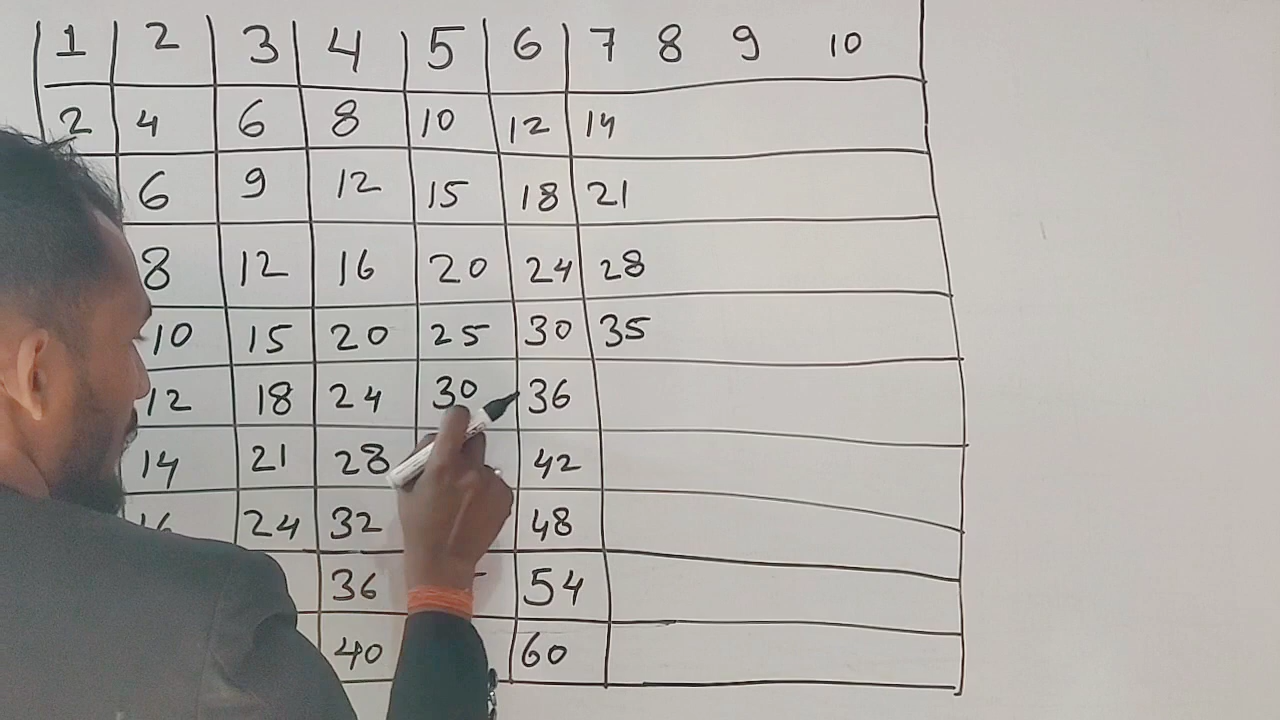 1 2 3 4 5 6 7 8 9 10
2 4 6 8 10 12 14
6 9 12 15 18 21
8 12 16 20 24 28
10 15 20 25 30 35
12 18 24 30 36
14 21 28 42
16 24 32 48
36 54
40 60